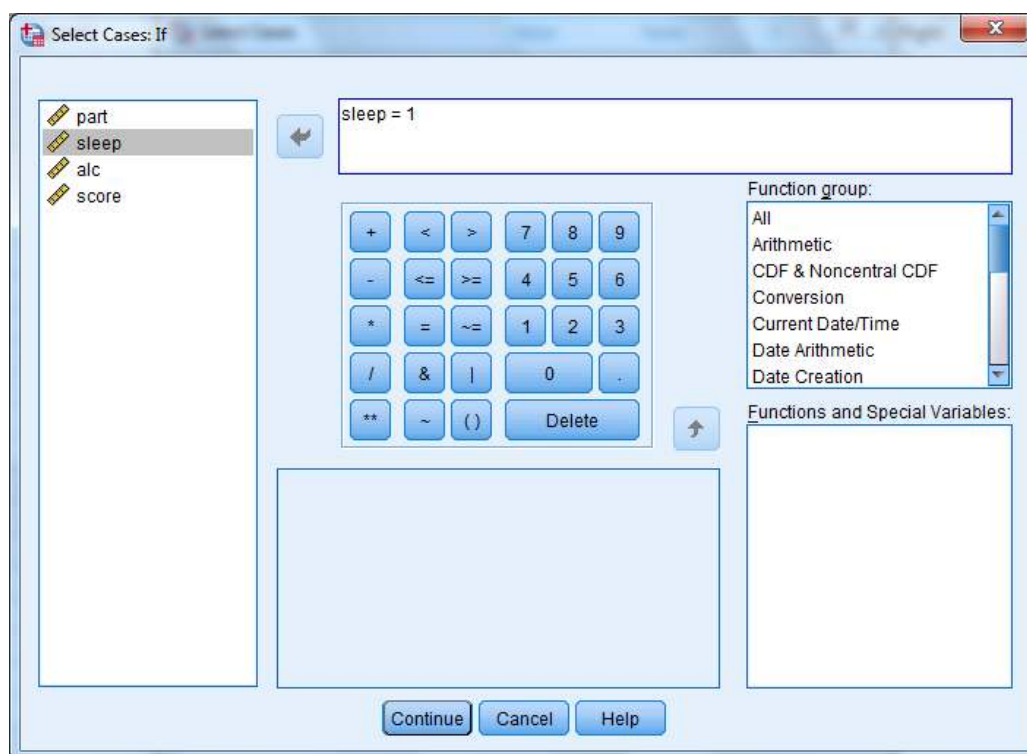 Select Cases: If
part
sleep
alc
score
sleep = 1
+ < > 7 8 9
- <= >= 4 5 6
* = ~= 1 2 3
/ & | 0 .
** ~ ( ) Delete
Function group:
All
Arithmetic
CDF & Noncentral CDF
Conversion
Current Date/Time
Date Arithmetic
Date Creation
Functions and Special Variables:
Continue Cancel Help